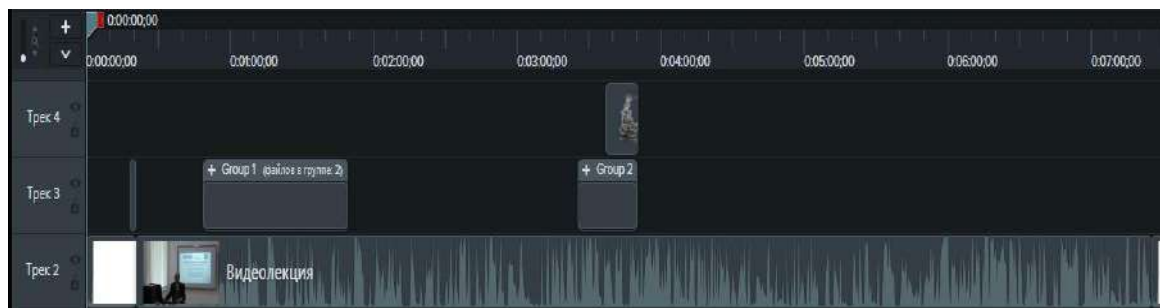 0:00:00;00
0:00:00;00 0:01:00;00 0:02:00;00 0:03:00;00 0:04:00;00 0:05:00;00 0:06:00;00 0:07:00;00
Трек 4
+ Group 1 (файлов в группе: 2) + Group 2
Трек 3
Трек 2 Видеолекция